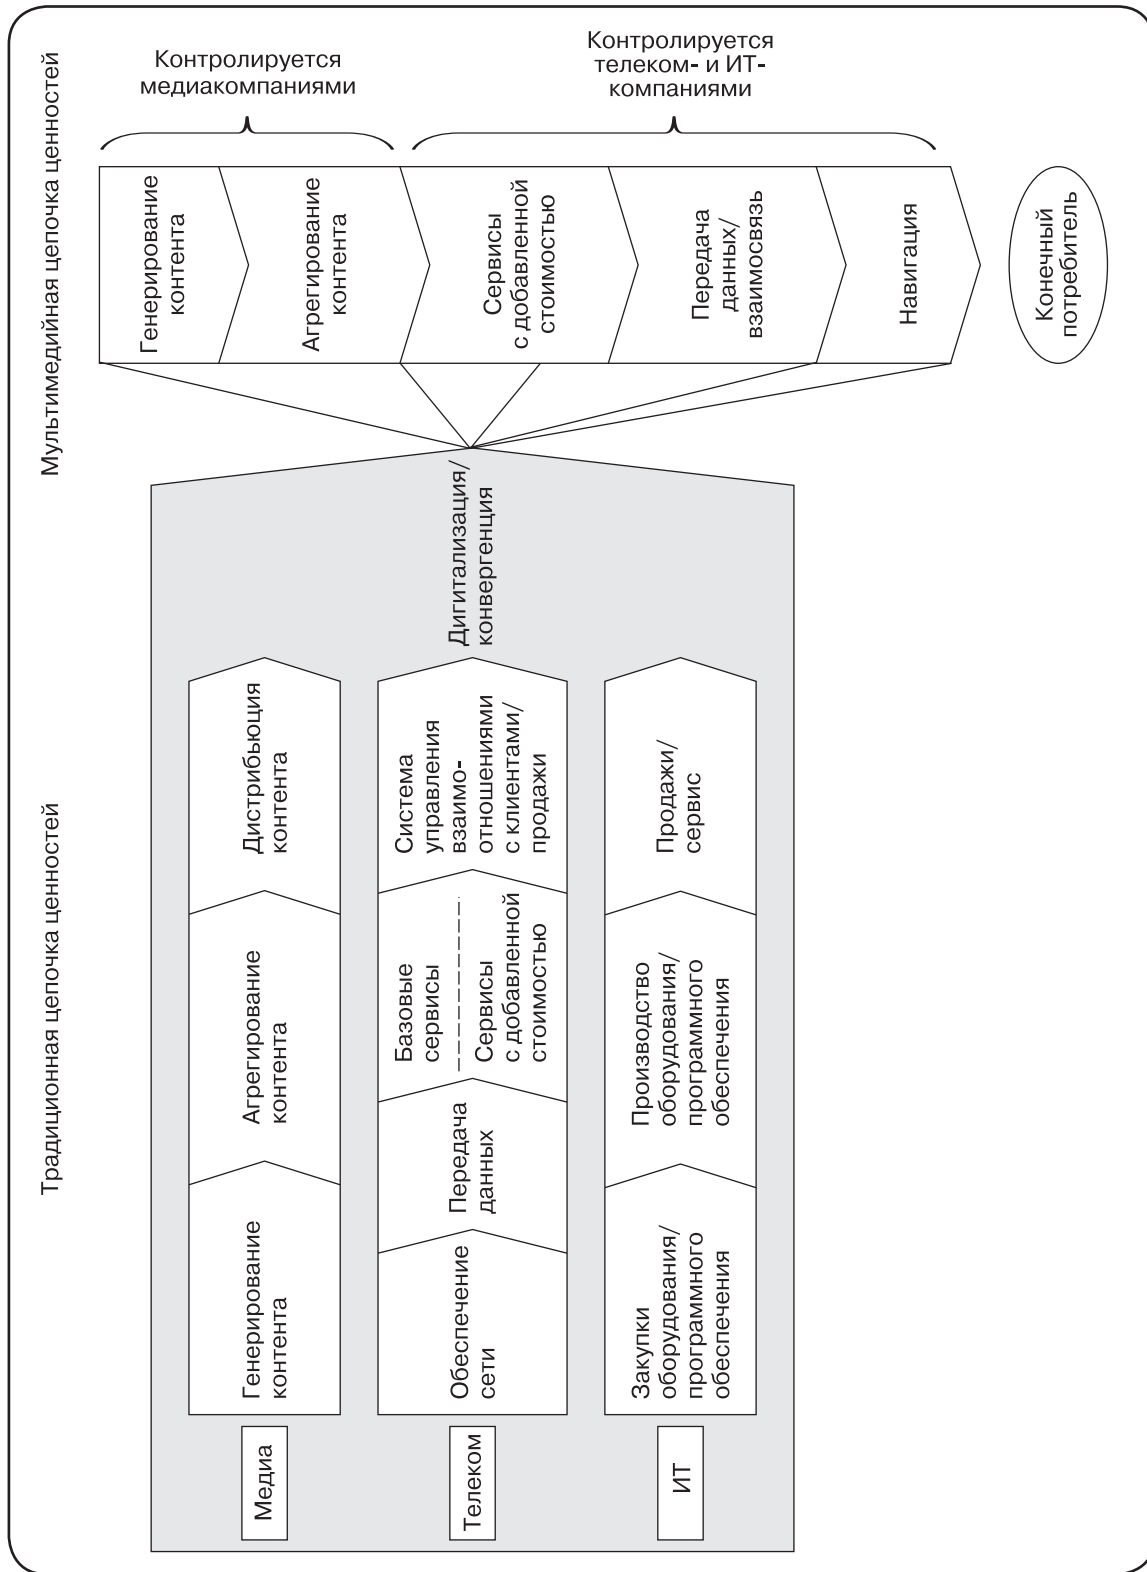 Традиционная цепочка ценностей
Мультимедийная цепочка ценностей
Медиа
Генерирование
контента
Агрегирование
контента
Дистрибьюция
контента
Телеком
Обеспечение
сети
Передача
данных
Базовые
сервисы
Сервисы
с добавленной
стоимостью
Система
управления
взаимо-
отношениями
с клиентами/
продажи
ИТ
Закупки
оборудования/
программного
обеспечения
Производство
оборудования/
программного
обеспечения
Продажи/
сервис
Дигитализация/
конвергенция
Контролируется
медиакомпаниями
Контролируется
телеком- и ИТ-
компаниями
Генерирование
контента
Агрегирование
контента
Сервисы
с добавленной
стоимостью
Передача
данных/
взаимосвязь
Навигация
Конечный
потребитель